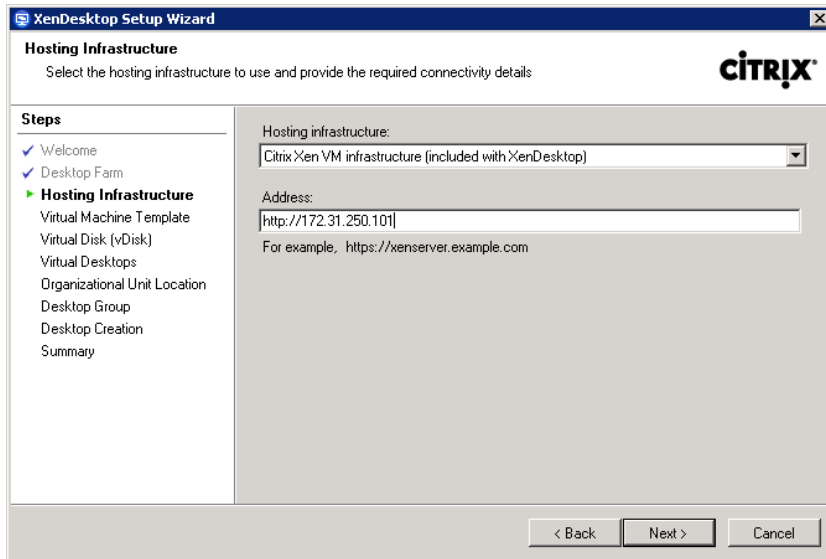 XenDesktop Setup Wizard
Hosting Infrastructure
Select the hosting infrastructure to use and provide the required connectivity details
CITRIX
Steps
Welcome
Desktop Farm
Hosting Infrastructure
Virtual Machine Template
Virtual Disk (vDisk)
Virtual Desktops
Organizational Unit Location
Desktop Group
Desktop Creation
Summary
Hosting infrastructure:
Citrix Xen VM infrastructure (included with XenDesktop)
Address:
http://172.31.250.101
For example, https://xenserver.example.com
< Back
Next >
Cancel